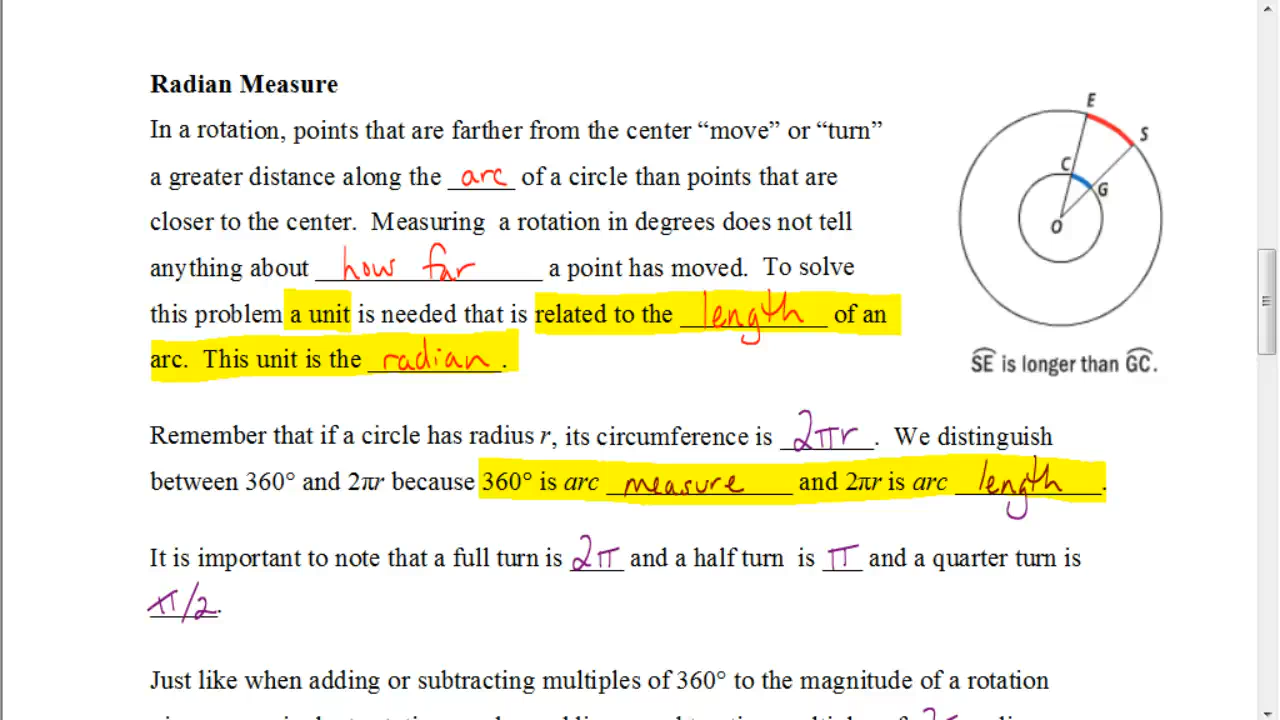 Radian Measure
In a rotation, points that are farther from the center “move” or “turn”
a greater distance along the arc of a circle than points that are
closer to the center. Measuring a rotation in degrees does not tell
anything about how far a point has moved. To solve
this problem a unit is needed that is related to the length of an
arc. This unit is the radian.
E
S
C
G
O
SE is longer than GC.
Remember that if a circle has radius r, its circumference is 2πr. We distinguish
between 360° and 2πr because 360° is arc measure and 2πr is arc length.
It is important to note that a full turn is 2π and a half turn is π and a quarter turn is
π/2.
Just like when adding or subtracting multiples of 360° to the magnitude of a rotation